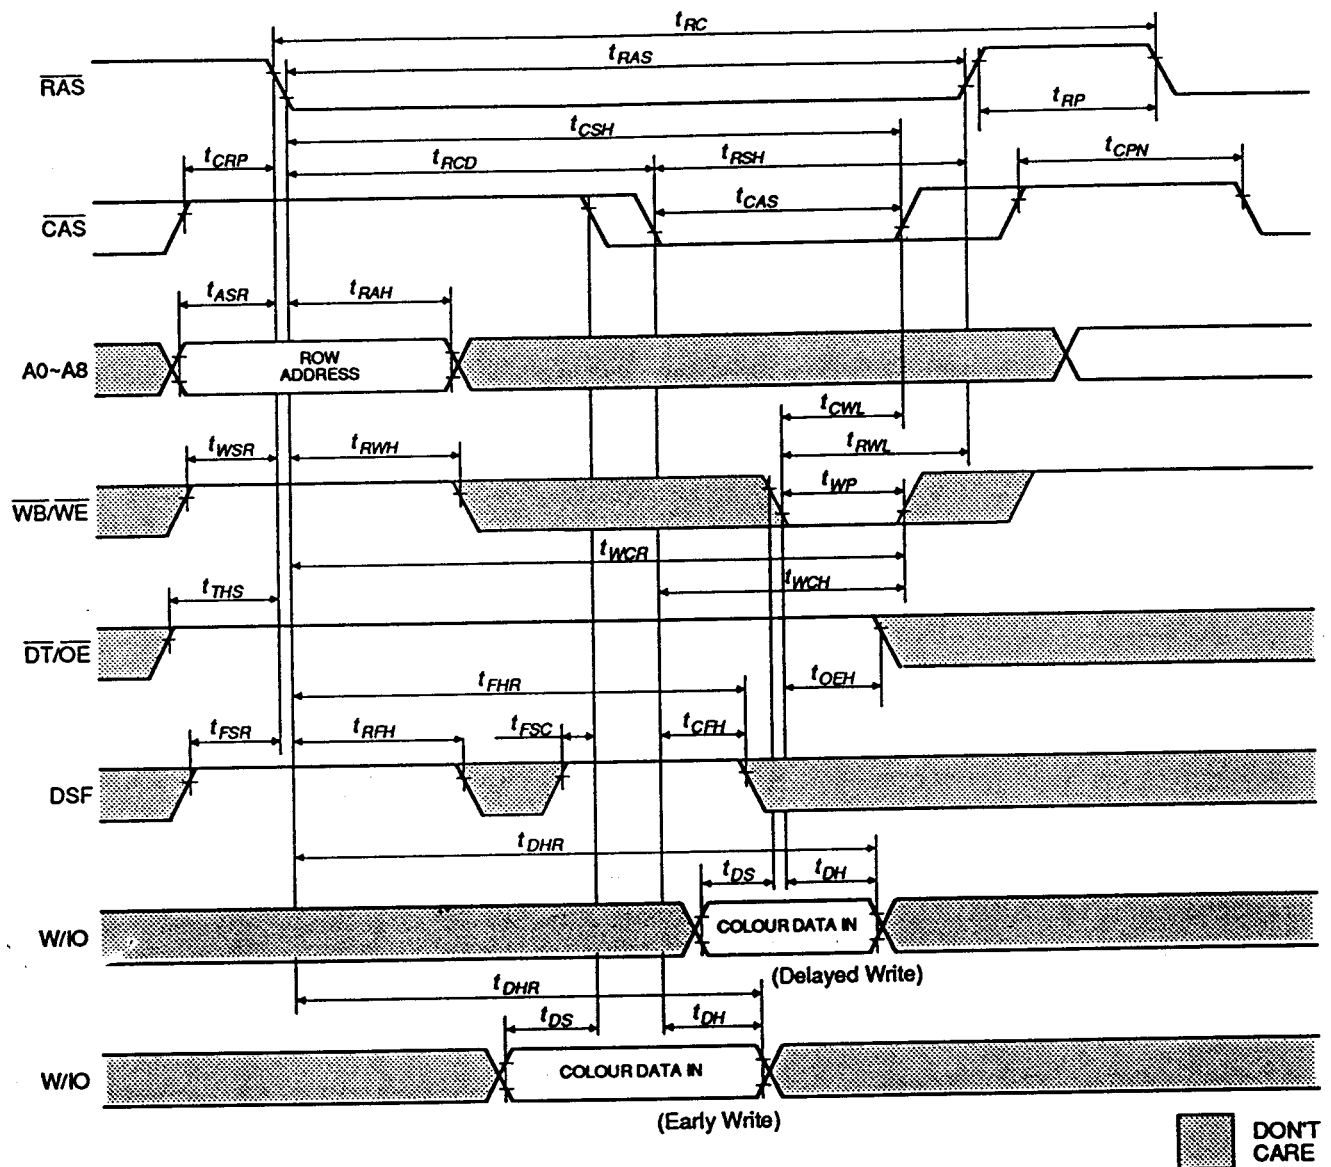 tRC
RAS
tRAS
tRP
tCSH
tCRP
tRCD
tRSH
tCPN
CAS
tCAS
tASR
tRAH
A0~A8
ROW
ADDRESS
tCWL
tWSR
tRWH
tRWL
WB/WE
tWP
tWCR
tWCH
tTHS
DT/OE
tFHR
tOEH
tFSR
tRFH
tFSC
tCFH
DSF
tDHR
tDS
tDH
W/IO
COLOUR DATA IN
(Delayed Write)
tDHR
tDS
tDH
W/IO
COLOUR DATA IN
(Early Write)
DON'T
CARE